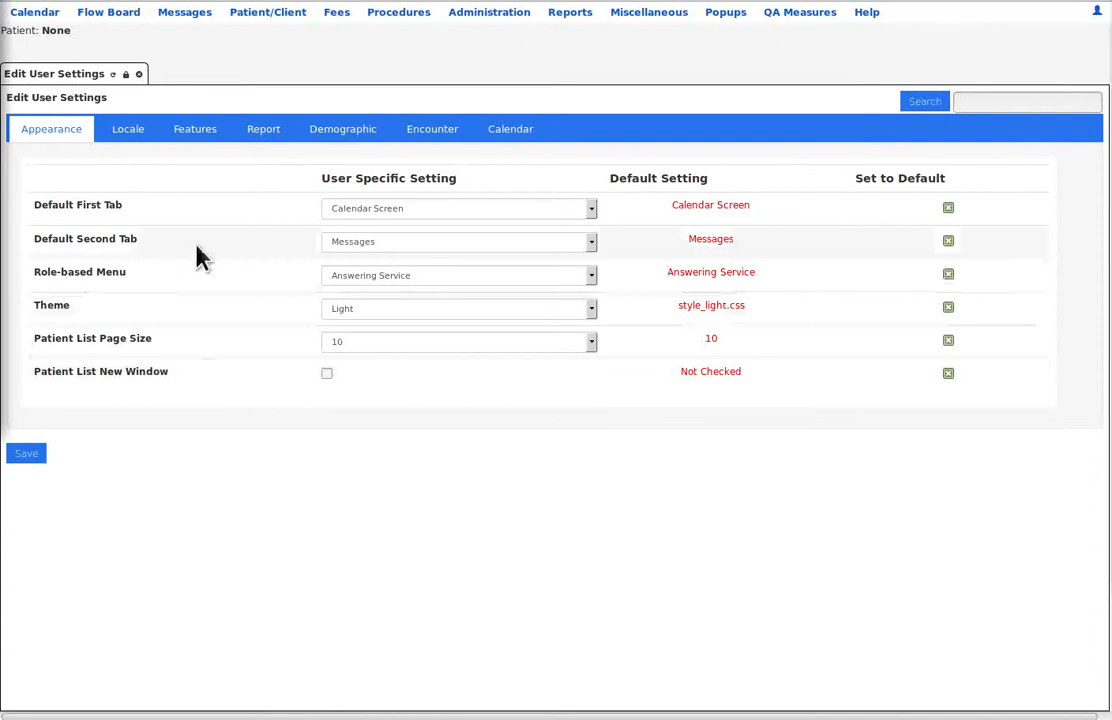 Calendar Flow Board Messages Patient/Client Fees Procedures Administration Reports Miscellaneous Popups QA Measures Help
Patient: None
Edit User Settings
Edit User Settings
Search
Appearance Locale Features Report Demographic Encounter Calendar
User Specific Setting Default Setting Set to Default
Default First Tab Calendar Screen Calendar Screen
Default Second Tab Messages Messages
Role-based Menu Answering Service Answering Service
Theme Light style_light.css
Patient List Page Size 10 10
Patient List New Window Not Checked
Save